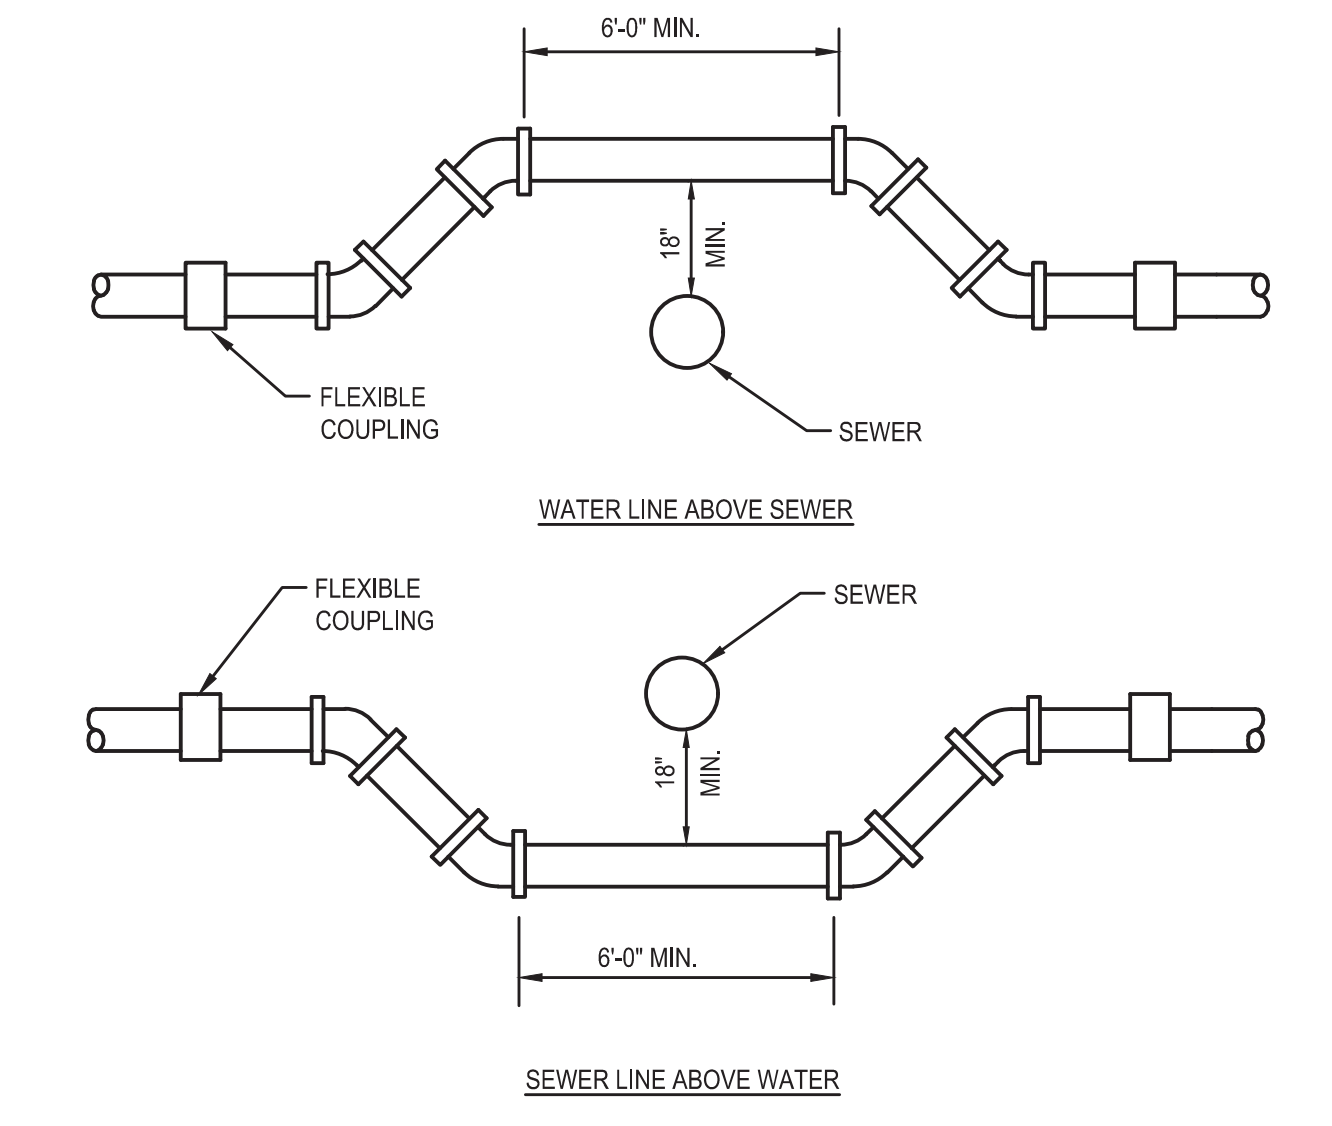 6'-0" MIN.
18"
MIN.
FLEXIBLE
COUPLING
SEWER
WATER LINE ABOVE SEWER
FLEXIBLE
COUPLING
SEWER
18"
MIN.
6'-0" MIN.
SEWER LINE ABOVE WATER